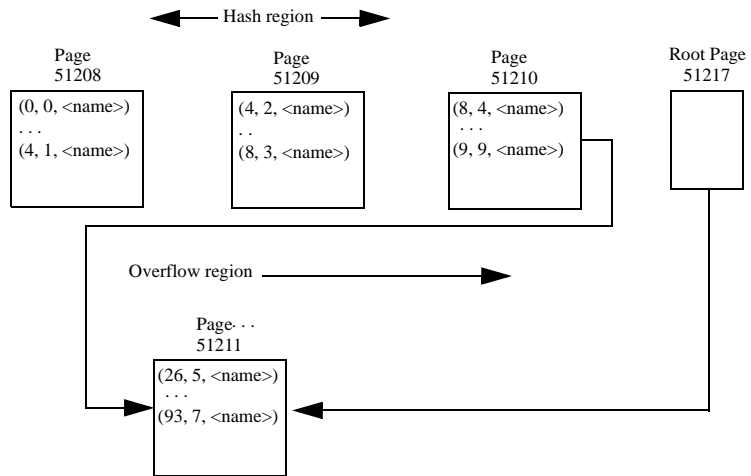 Hash region
Page
51208
Page
51209
Page
51210
Root Page
51217
(0, 0, <name>)
. . .
(4, 1, <name>)
(4, 2, <name>)
. .
(8, 3, <name>)
(8, 4, <name>)
. . .
(9, 9, <name>)
Overflow region
Page. . .
51211
(26, 5, <name>)
. . .
(93, 7, <name>)